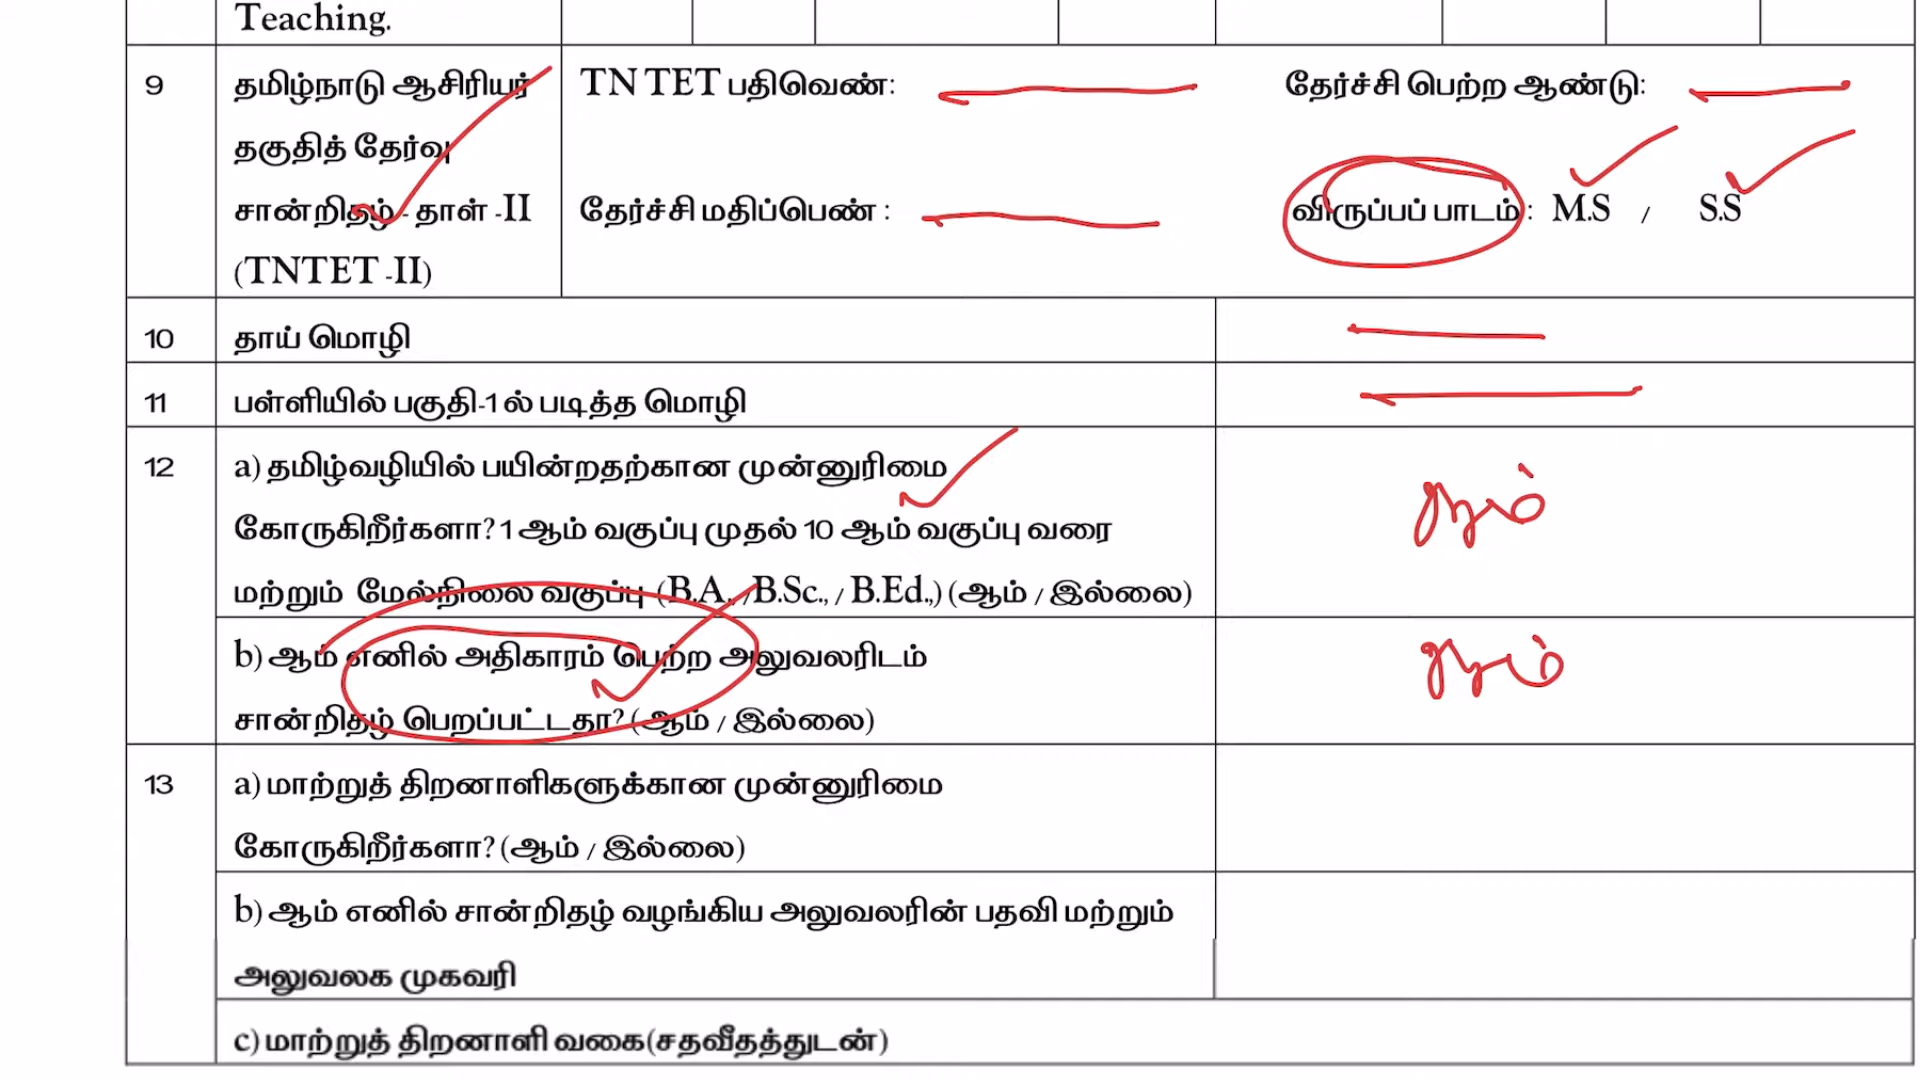 Teaching.
9 தமிழ்நாடு ஆசிரியர் TN TET பதிவெண்: தேர்ச்சி பெற்ற ஆண்டு:
தகுதித் தேர்வு
சான்றிதழ் - தாள் -II தேர்ச்சி மதிப்பெண் : விருப்பப் பாடம் : M.S / S.S
(TNTET -II)
10 தாய் மொழி
11 பள்ளியில் பகுதி-1ல் படித்த மொழி
12 a) தமிழ்வழியில் பயின்றதற்கான முன்னுரிமை
கோருகிறீர்களா? 1 ஆம் வகுப்பு முதல் 10 ஆம் வகுப்பு வரை ஆம்
மற்றும் மேல்நிலை வகுப்பு (B.A., /B.Sc., / B.Ed.,) (ஆம் / இல்லை)
b) ஆம் எனில் அதிகாரம் பெற்ற அலுவலரிடம் ஆம்
சான்றிதழ் பெறப்பட்டதா? (ஆம் / இல்லை)
13 a) மாற்றுத் திறனாளிகளுக்கான முன்னுரிமை
கோருகிறீர்களா? (ஆம் / இல்லை)
b) ஆம் எனில் சான்றிதழ் வழங்கிய அலுவலரின் பதவி மற்றும்
அலுவலக முகவரி
c) மாற்றுத் திறனாளி வகை(சதவீதத்துடன்)